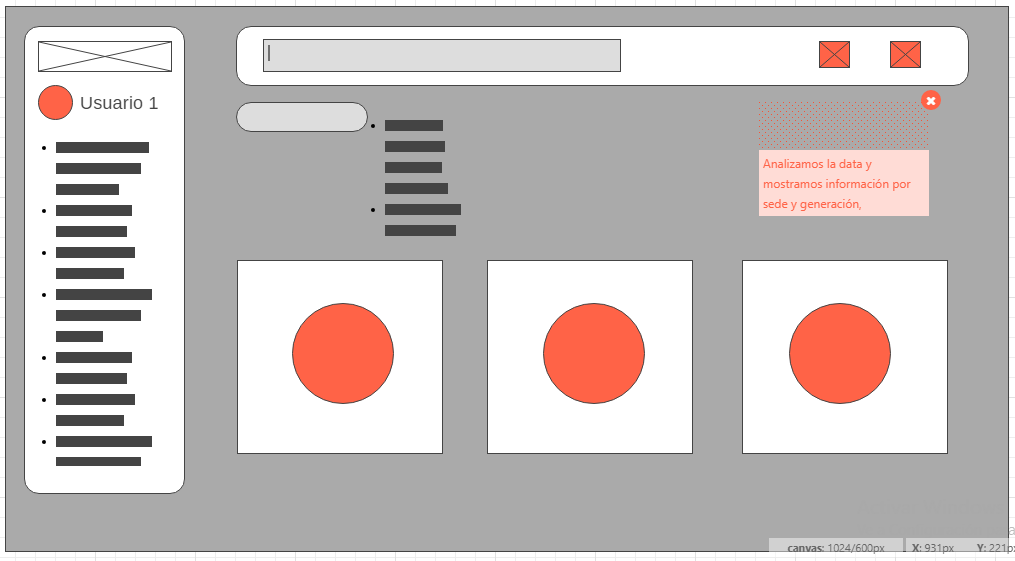 Usuario 1
Analizamos la data y
mostramos información por
sede y generación,
canvas: 1024/600px X: 931px Y: 221px